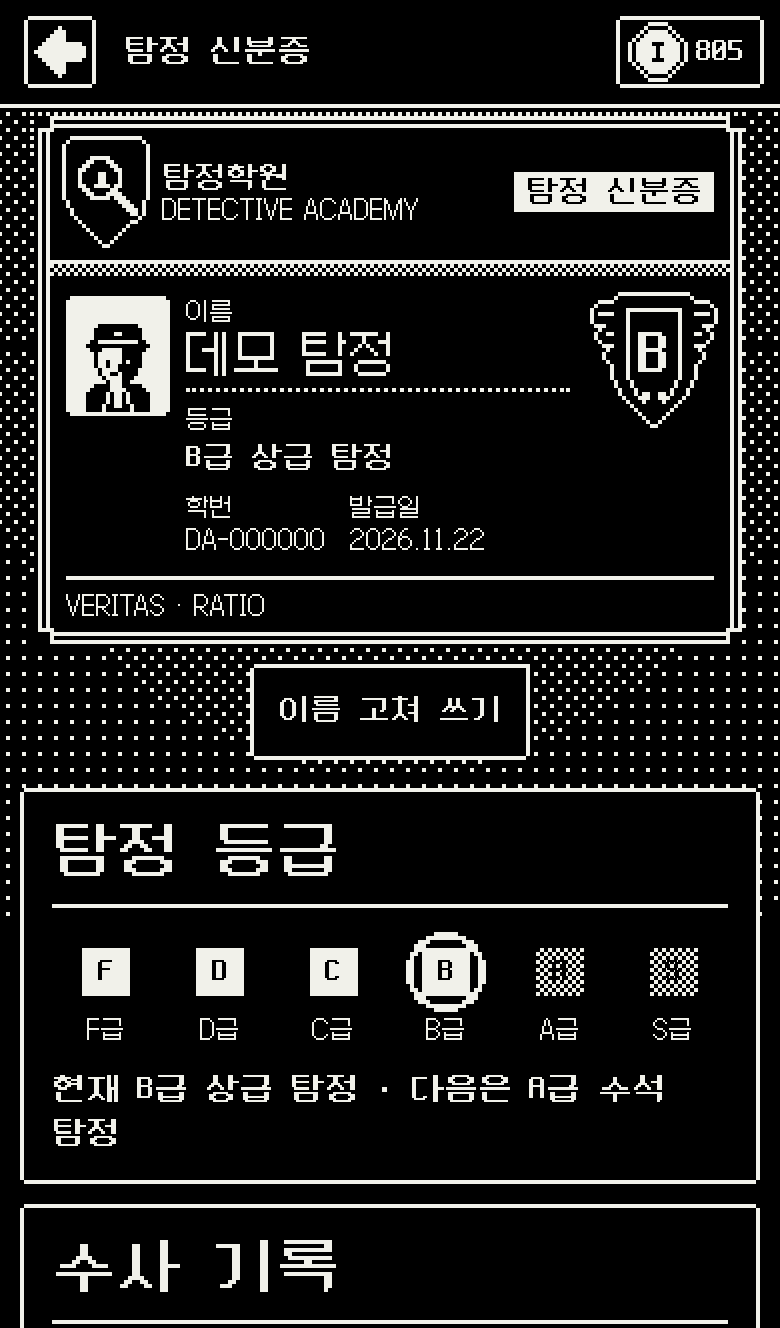 탐정 신분증
I 805
탐정학원
DETECTIVE ACADEMY
탐정 신분증
이름
데모 탐정
B
등급
B급 상급 탐정
학번 발급일
DA-000000 2026.11.22
VERITAS · RATIO
이름 고쳐 쓰기
탐정 등급
F D C B
F급 D급 C급 B급 A급 S급
현재 B급 상급 탐정 · 다음은 A급 수석
탐정
수사 기록